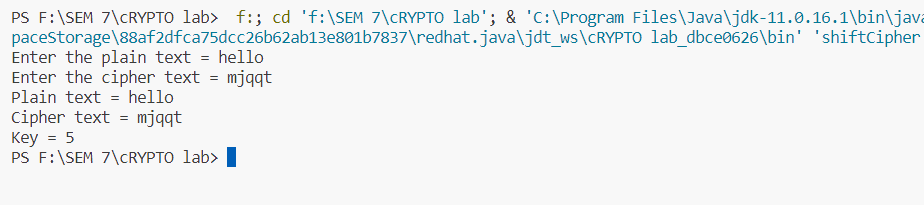 PS F:\SEM 7\cRYPTO lab>  f:; cd 'f:\SEM 7\cRYPTO lab'; & 'C:\Program Files\Java\jdk-11.0.16.1\bin\java
paceStorage\88af2dfca75dcc26b62ab13e801b7837\redhat.java\jdt_ws\cRYPTO lab_dbce0626\bin' 'shiftCipher
Enter the plain text = hello
Enter the cipher text = mjqqt
Plain text = hello
Cipher text = mjqqt
Key = 5
PS F:\SEM 7\cRYPTO lab>